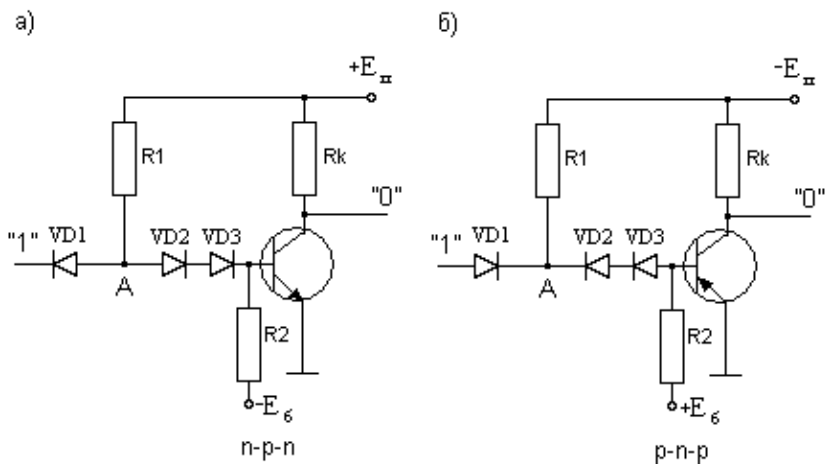 а)
+Eп
R1
Rk
"0"
"1"
VD1
VD2
VD3
A
R2
-Eб
n-p-n
б)
-Eп
R1
Rk
"0"
"1"
VD1
VD2
VD3
A
R2
+Eб
p-n-p